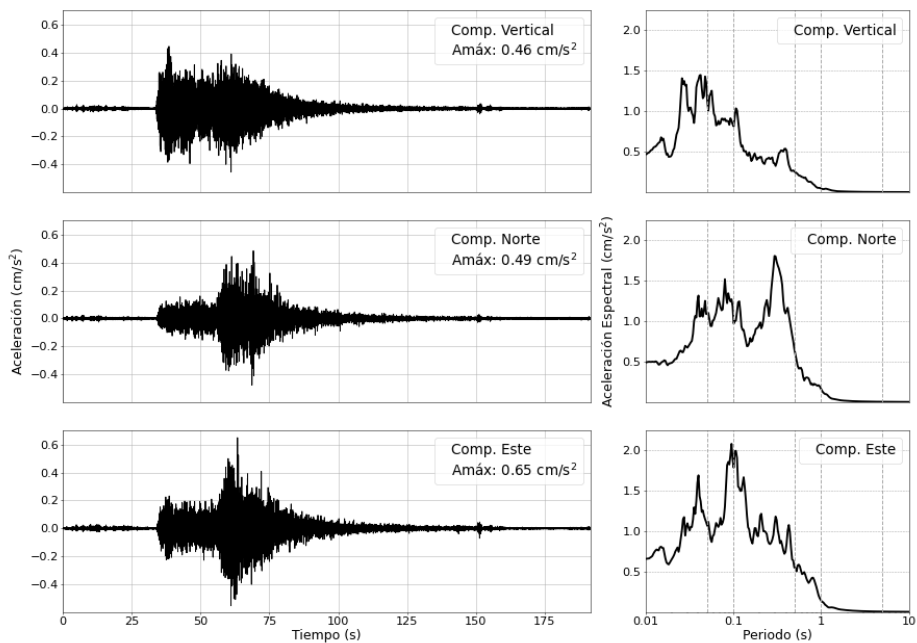 0.6
0.4
0.2
0.0
−0.2
−0.4
Comp. Vertical
Amáx: 0.46 cm/s²
2.0
1.5
1.0
0.5
Comp. Vertical
Aceleración (cm/s²)
0.6
0.4
0.2
0.0
−0.2
−0.4
Comp. Norte
Amáx: 0.49 cm/s²
Aceleración Espectral (cm/s²)
2.0
1.5
1.0
0.5
Comp. Norte
0.6
0.4
0.2
0.0
−0.2
−0.4
Comp. Este
Amáx: 0.65 cm/s²
0 25 50 75 100 125 150 175
Tiempo (s)
2.0
1.5
1.0
0.5
Comp. Este
0.01 0.1 1 10
Periodo (s)